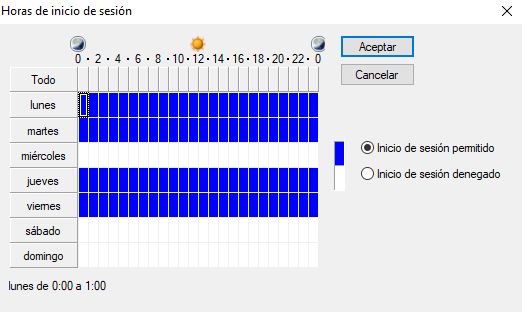 Horas de inicio de sesión
0 · 2 · 4 · 6 · 8 · 10 · 12 · 14 · 16 · 18 · 20 · 22 · 0
Aceptar
Cancelar
Todo
lunes
martes
miércoles
jueves
viernes
sábado
domingo
Inicio de sesión permitido
Inicio de sesión denegado
lunes de 0:00 a 1:00